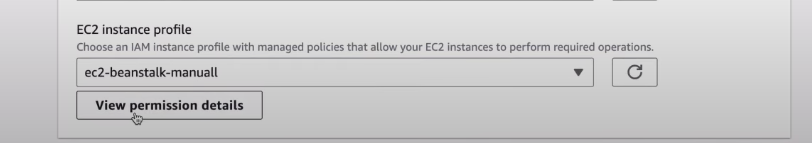 EC2 instance profile
Choose an IAM instance profile with managed policies that allow your EC2 instances to perform required operations.
ec2-beanstalk-manuall
View permission details